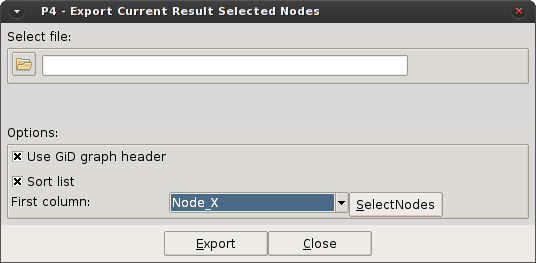 P4 - Export Current Result Selected Nodes
Select file:
Options:
Use GiD graph header
Sort list
First column: Node_X SelectNodes
Export Close